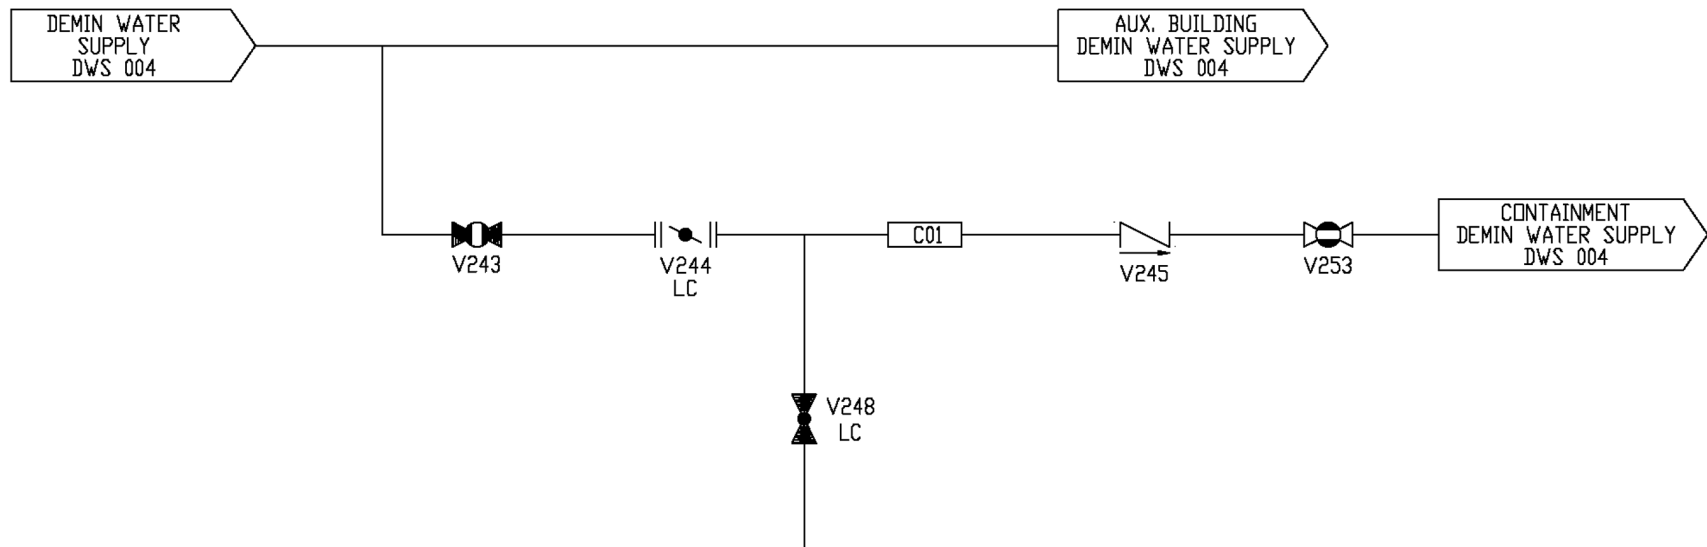 DEMIN WATER
SUPPLY
DWS 004
AUX. BUILDING
DEMIN WATER SUPPLY
DWS 004
V243
V244
LC
C01
V245
V253
CONTAINMENT
DEMIN WATER SUPPLY
DWS 004
V248
LC